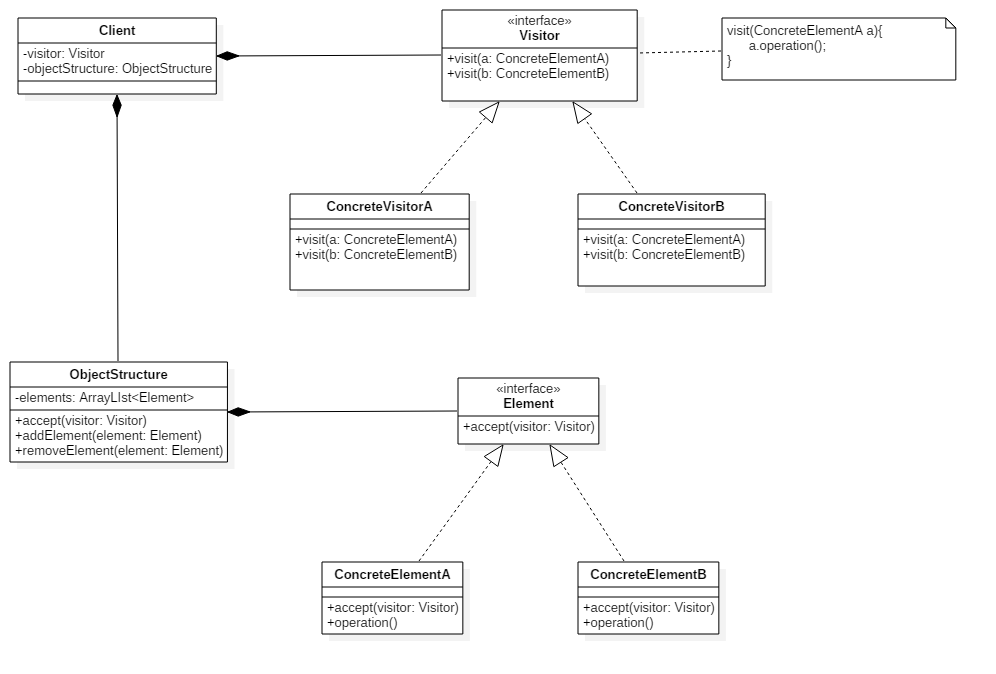 Client
-visitor: Visitor
-objectStructure: ObjectStructure
«interface»
Visitor
+visit(a: ConcreteElementA)
+visit(b: ConcreteElementB)
visit(ConcreteElementA a){
a.operation();
}
ConcreteVisitorA
+visit(a: ConcreteElementA)
+visit(b: ConcreteElementB)
ConcreteVisitorB
+visit(a: ConcreteElementA)
+visit(b: ConcreteElementB)
ObjectStructure
-elements: ArrayLIst<Element>
+accept(visitor: Visitor)
+addElement(element: Element)
+removeElement(element: Element)
«interface»
Element
+accept(visitor: Visitor)
ConcreteElementA
+accept(visitor: Visitor)
+operation()
ConcreteElementB
+accept(visitor: Visitor)
+operation()